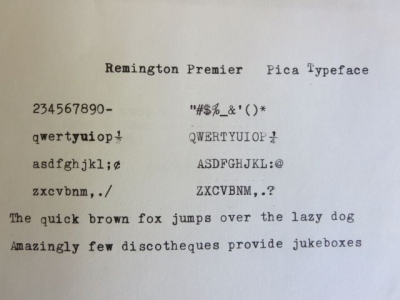 Remington Premier Pica Typeface
234567890- "#$%_&'()*
qwertyuiop½ QWERTYUIOP¼
asdfghjkl;¢ ASDFGHJKL:@
zxcvbnm,./ ZXCVBNM,.?
The quick brown fox jumps over the lazy dog
Amazingly few discotheques provide jukeboxes